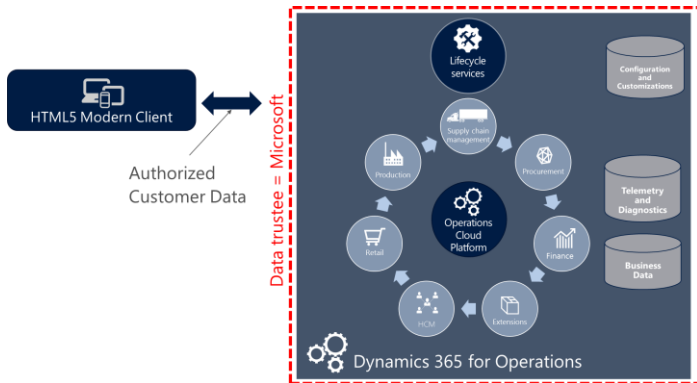 HTML5 Modern Client
Authorized
Customer Data
Data trustee = Microsoft
Lifecycle
services
Configuration
and
Customizations
Supply chain
management
Production
Procurement
Telemetry
and
Diagnostics
Operations
Cloud
Platform
Retail
Finance
Business
Data
HCM
Extensions
Dynamics 365 for Operations